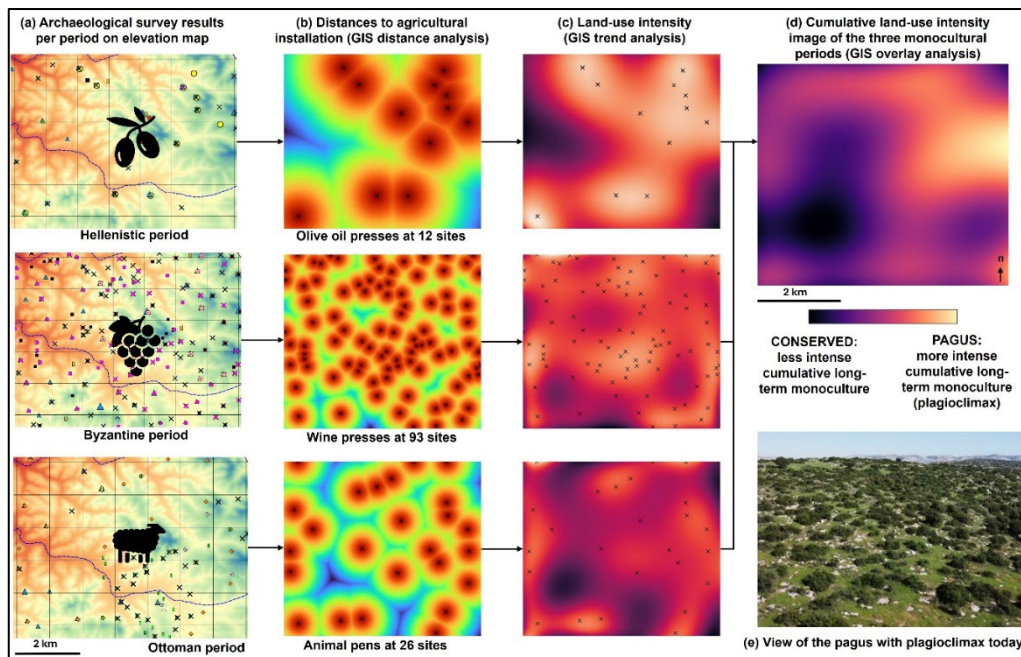 (a) Archaeological survey results
per period on elevation map
(b) Distances to agricultural
installation (GIS distance analysis)
(c) Land-use intensity
(GIS trend analysis)
(d) Cumulative land-use intensity
image of the three monocultural
periods (GIS overlay analysis)
Hellenistic period
Olive oil presses at 12 sites
n
2 km
CONSERVED:
less intense
cumulative long-
term monoculture
PAGUS:
more intense
cumulative long-
term monoculture
(plagioclimax)
Byzantine period
Wine presses at 93 sites
2 km
Ottoman period
Animal pens at 26 sites
(e) View of the pagus with plagioclimax today